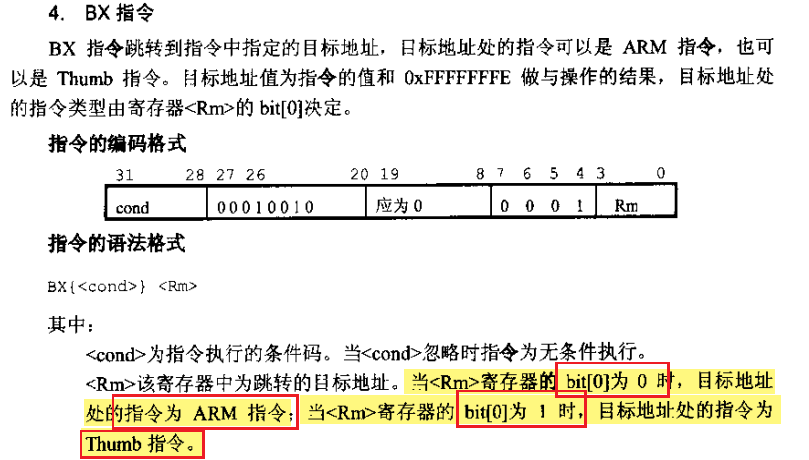 4. BX 指令
BX 指令跳转到指令中指定的目标地址，目标地址处的指令可以是 ARM 指令，也可
以是 Thumb 指令。目标地址值为指令的值和 0xFFFFFFFE 做与操作的结果，目标地址处
的指令类型由寄存器<Rm>的 bit[0]决定。
指令的编码格式
31 28 27 26 20 19 8 7 6 5 4 3 0
cond 00010010 应为 0 0 0 0 1 Rm
指令的语法格式
BX{<cond>} <Rm>
其中：
<cond>为指令执行的条件码。当<cond>忽略时指令为无条件执行。
<Rm>该寄存器中为跳转的目标地址。当<Rm>寄存器的 bit[0]为 0 时，目标地址
处的指令为 ARM 指令；当<Rm>寄存器的 bit[0]为 1 时，目标地址处的指令为
Thumb 指令。